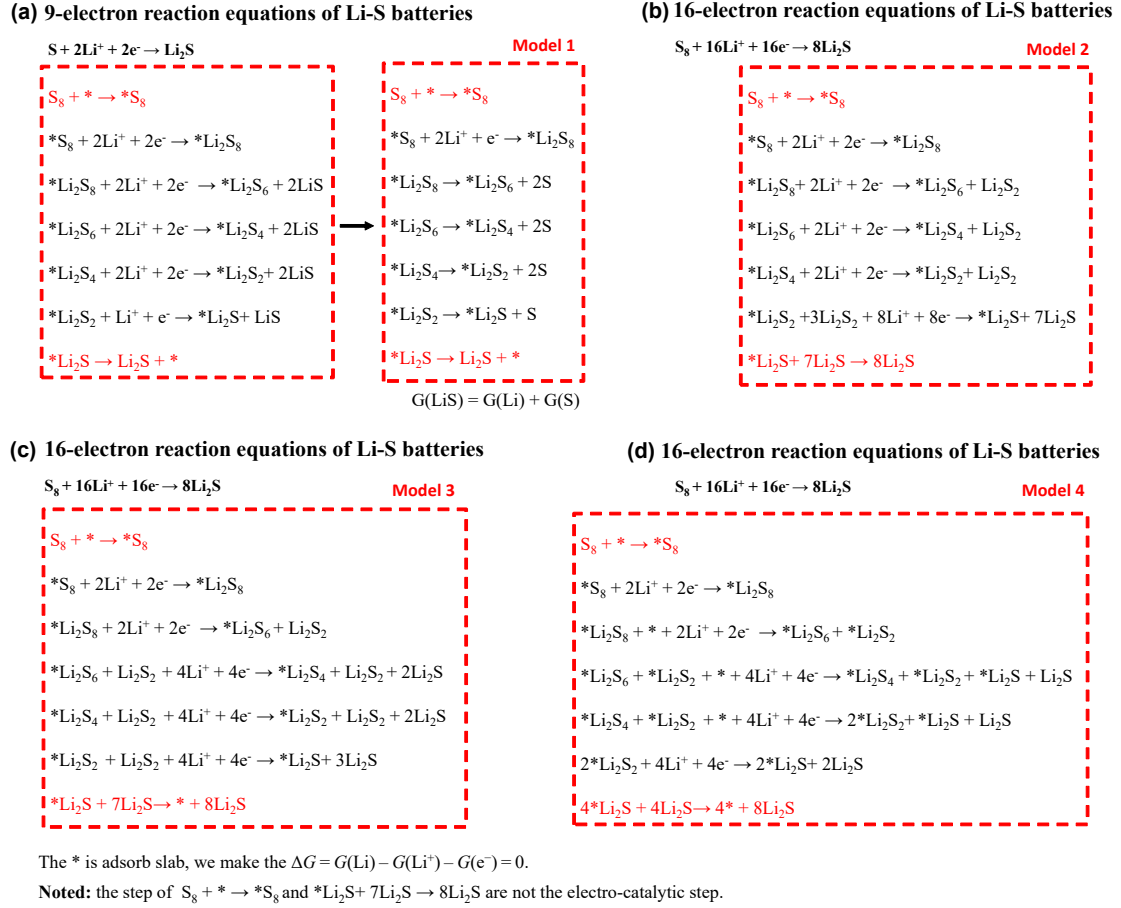 (a) 9-electron reaction equations of Li-S batteries
S + 2Li⁺ + 2e⁻ → Li₂S
S₈ + * → *S₈
*S₈ + 2Li⁺ + 2e⁻ → *Li₂S₈
*Li₂S₈ + 2Li⁺ + 2e⁻ → *Li₂S₆ + 2LiS
*Li₂S₆ + 2Li⁺ + 2e⁻ → *Li₂S₄ + 2LiS
*Li₂S₄ + 2Li⁺ + 2e⁻ → *Li₂S₂+ 2LiS
*Li₂S₂ + Li⁺ + e⁻ → *Li₂S+ LiS
*Li₂S → Li₂S + *
Model 1
S₈ + * → *S₈
*S₈ + 2Li⁺ + e⁻ → *Li₂S₈
*Li₂S₈ → *Li₂S₆ + 2S
*Li₂S₆ → *Li₂S₄ + 2S
*Li₂S₄→ *Li₂S₂ + 2S
*Li₂S₂ → *Li₂S + S
*Li₂S → Li₂S + *
G(LiS) = G(Li) + G(S)
(b) 16-electron reaction equations of Li-S batteries
S₈ + 16Li⁺ + 16e⁻ → 8Li₂S
Model 2
S₈ + * → *S₈
*S₈ + 2Li⁺ + 2e⁻ → *Li₂S₈
*Li₂S₈+ 2Li⁺ + 2e⁻ → *Li₂S₆ + Li₂S₂
*Li₂S₆ + 2Li⁺ + 2e⁻ → *Li₂S₄ + Li₂S₂
*Li₂S₄ + 2Li⁺ + 2e⁻ → *Li₂S₂+ Li₂S₂
*Li₂S₂ +3Li₂S₂ + 8Li⁺ + 8e⁻ → *Li₂S+ 7Li₂S
*Li₂S+ 7Li₂S → 8Li₂S
(c) 16-electron reaction equations of Li-S batteries
S₈ + 16Li⁺ + 16e⁻ → 8Li₂S
Model 3
S₈ + * → *S₈
*S₈ + 2Li⁺ + 2e⁻ → *Li₂S₈
*Li₂S₈ + 2Li⁺ + 2e⁻ → *Li₂S₆ + Li₂S₂
*Li₂S₆ + Li₂S₂ + 4Li⁺ + 4e⁻ → *Li₂S₄ + Li₂S₂ + 2Li₂S
*Li₂S₄ + Li₂S₂ + 4Li⁺ + 4e⁻ → *Li₂S₂ + Li₂S₂ + 2Li₂S
*Li₂S₂ + Li₂S₂ + 4Li⁺ + 4e⁻ → *Li₂S+ 3Li₂S
*Li₂S + 7Li₂S→ * + 8Li₂S
(d) 16-electron reaction equations of Li-S batteries
S₈ + 16Li⁺ + 16e⁻ → 8Li₂S
Model 4
S₈ + * → *S₈
*S₈ + 2Li⁺ + 2e⁻ → *Li₂S₈
*Li₂S₈ + * + 2Li⁺ + 2e⁻ → *Li₂S₆ + *Li₂S₂
*Li₂S₆ + *Li₂S₂ + * + 4Li⁺ + 4e⁻ → *Li₂S₄ + *Li₂S₂ + *Li₂S + Li₂S
*Li₂S₄ + *Li₂S₂ + * + 4Li⁺ + 4e⁻ → 2*Li₂S₂+ *Li₂S + Li₂S
2*Li₂S₂ + 4Li⁺ + 4e⁻ → 2*Li₂S+ 2Li₂S
4*Li₂S + 4Li₂S→ 4* + 8Li₂S
The * is adsorb slab, we make the ΔG = G(Li) – G(Li⁺) – G(e⁻) = 0.
Noted: the step of S₈ + * → *S₈ and *Li₂S+ 7Li₂S → 8Li₂S are not the electro-catalytic step.